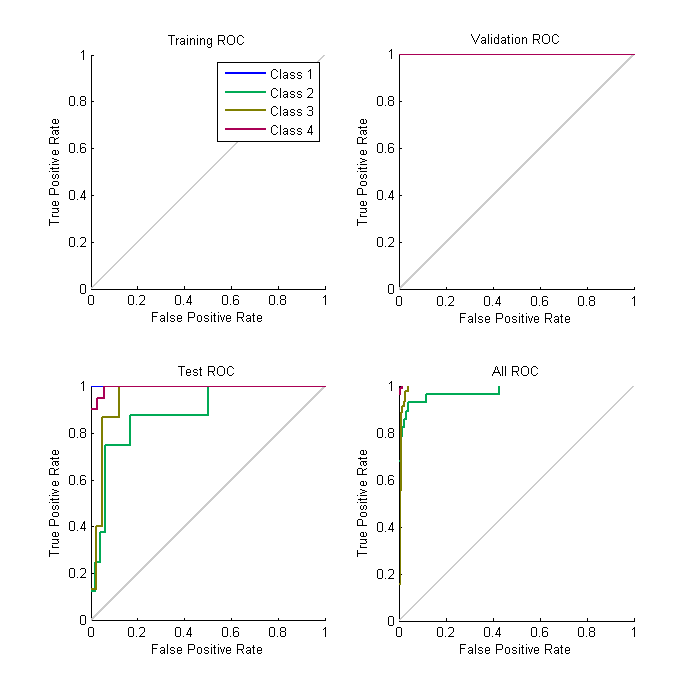 Training ROC
1
0.8
0.6
0.4
0.2
0
True Positive Rate
Class 1
Class 2
Class 3
Class 4
0 0.2 0.4 0.6 0.8 1
False Positive Rate
Validation ROC
1
0.8
0.6
0.4
0.2
0
True Positive Rate
0 0.2 0.4 0.6 0.8 1
False Positive Rate
Test ROC
1
0.8
0.6
0.4
0.2
0
True Positive Rate
0 0.2 0.4 0.6 0.8 1
False Positive Rate
All ROC
1
0.8
0.6
0.4
0.2
0
True Positive Rate
0 0.2 0.4 0.6 0.8 1
False Positive Rate